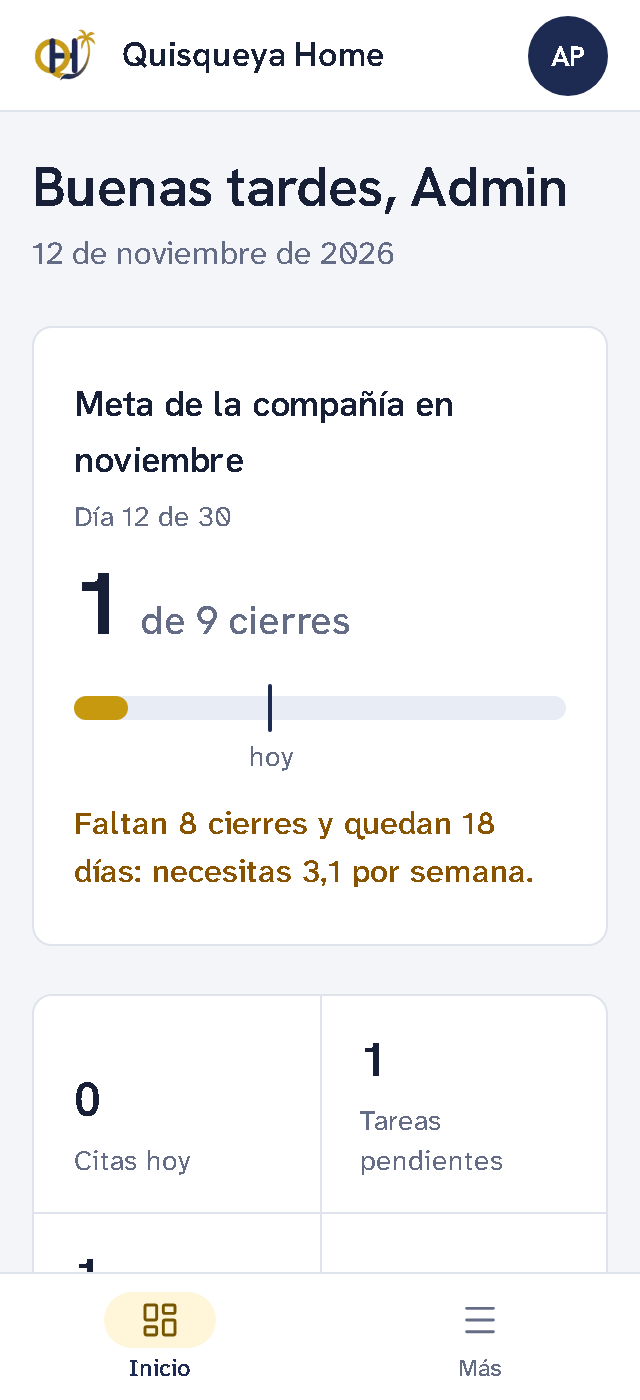 Quisqueya Home
AP
Buenas tardes, Admin
12 de noviembre de 2026
Meta de la compañía en
noviembre
Día 12 de 30
1 de 9 cierres
hoy
Faltan 8 cierres y quedan 18
días: necesitas 3,1 por semana.
0
Citas hoy
1
Tareas
pendientes
Inicio
Más